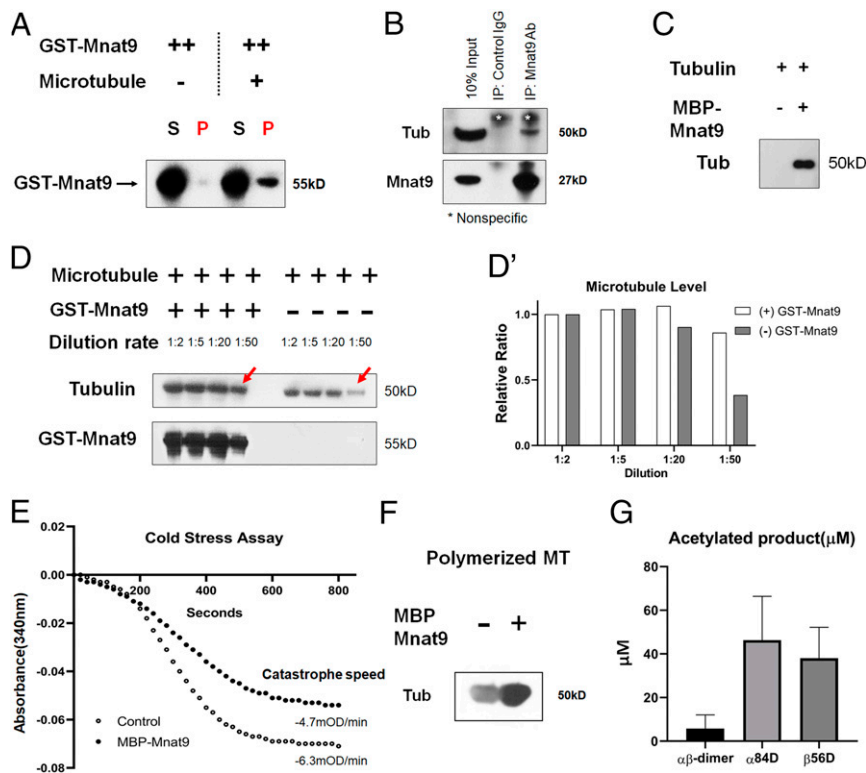 A
GST-Mnat9 ++ ++
Microtubule - +
S P S P
GST-Mnat9 → 55kD
B
10% Input
IP: Control IgG
IP: Mnat9 Ab
* *
Tub 50kD
Mnat9 27kD
* Nonspecific
C
Tubulin + +
MBP- - +
Mnat9
Tub 50kD
D
Microtubule + + + + + + + +
GST-Mnat9 + + + + - - - -
Dilution rate 1:2 1:5 1:20 1:50 1:2 1:5 1:20 1:50
Tubulin 50kD
GST-Mnat9 55kD
D'
Microtubule Level
(+) GST-Mnat9
(-) GST-Mnat9
Relative Ratio
1.0
0.5
0.0
1:2 1:5 1:20 1:50
Dilution
E
Cold Stress Assay
Absorbance(340nm)
0.02
0.00
-0.02
-0.04
-0.06
-0.08
200 400 600 800
Seconds
Catastrophe speed
-4.7mOD/min
-6.3mOD/min
Control
MBP-Mnat9
F
Polymerized MT
MBP - +
Mnat9
Tub 50kD
G
Acetylated product(μM)
μM
80
60
40
20
0
αβ-dimer α84D β56D